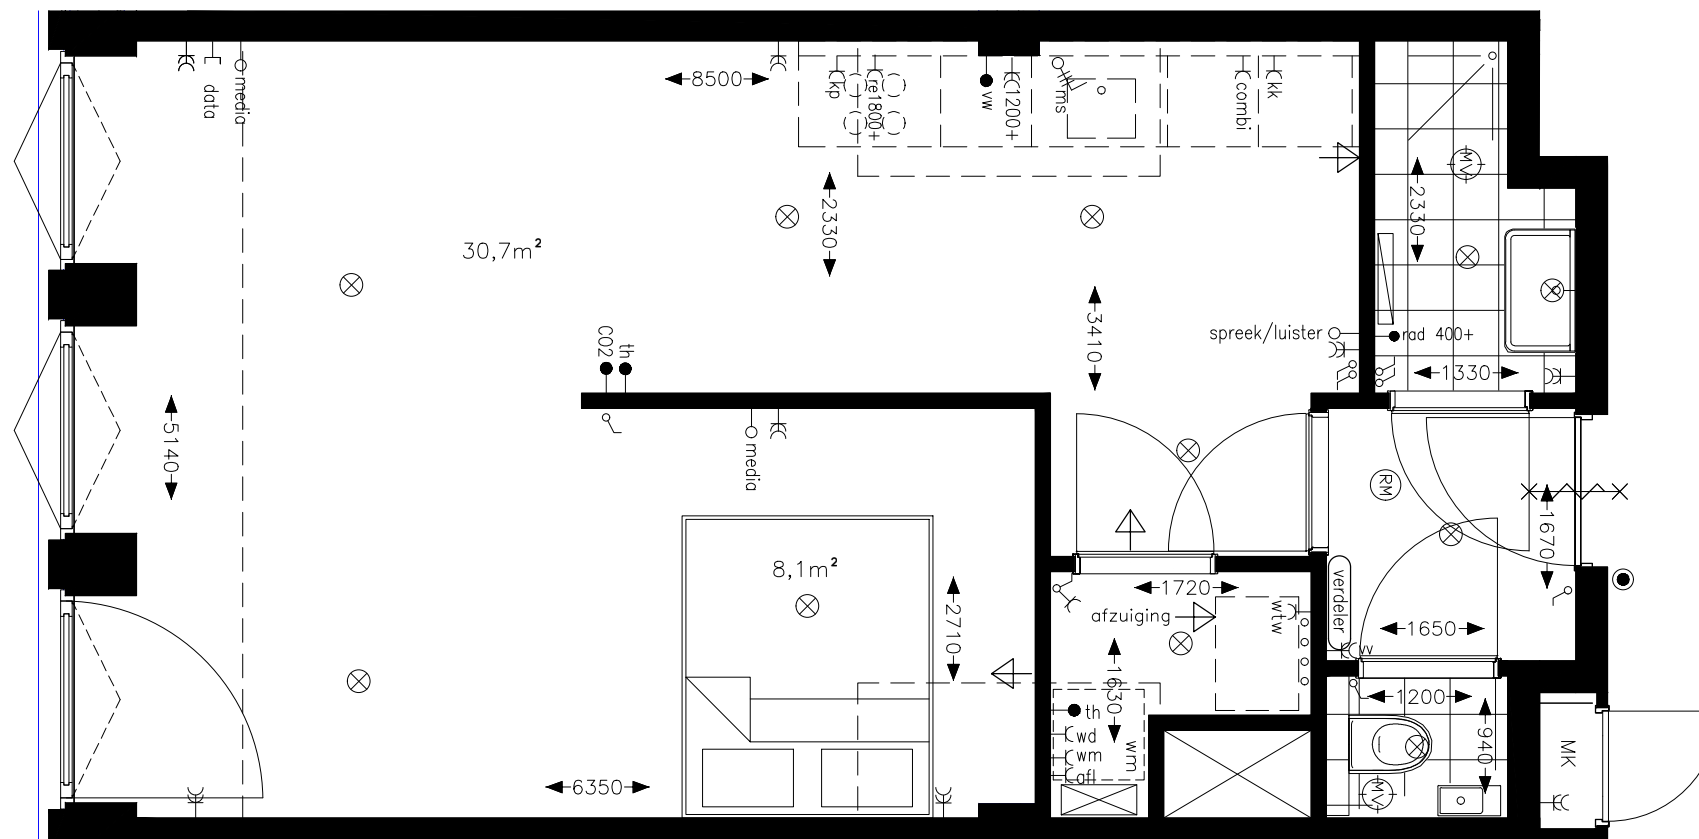 media
data
8500
kp
re1800+
vw
1200+
ms
combi
kk
MV
2330
2330
30,7m²
3410
CO2
th
spreek/luister
rad 400+
1330
5140
media
RM
1670
8,1m²
2710
1720
afzuiging
wtw
verdeler
1650
vv
1630
th
wd
wm
afl
wm
1200
940
MV
MK
6350